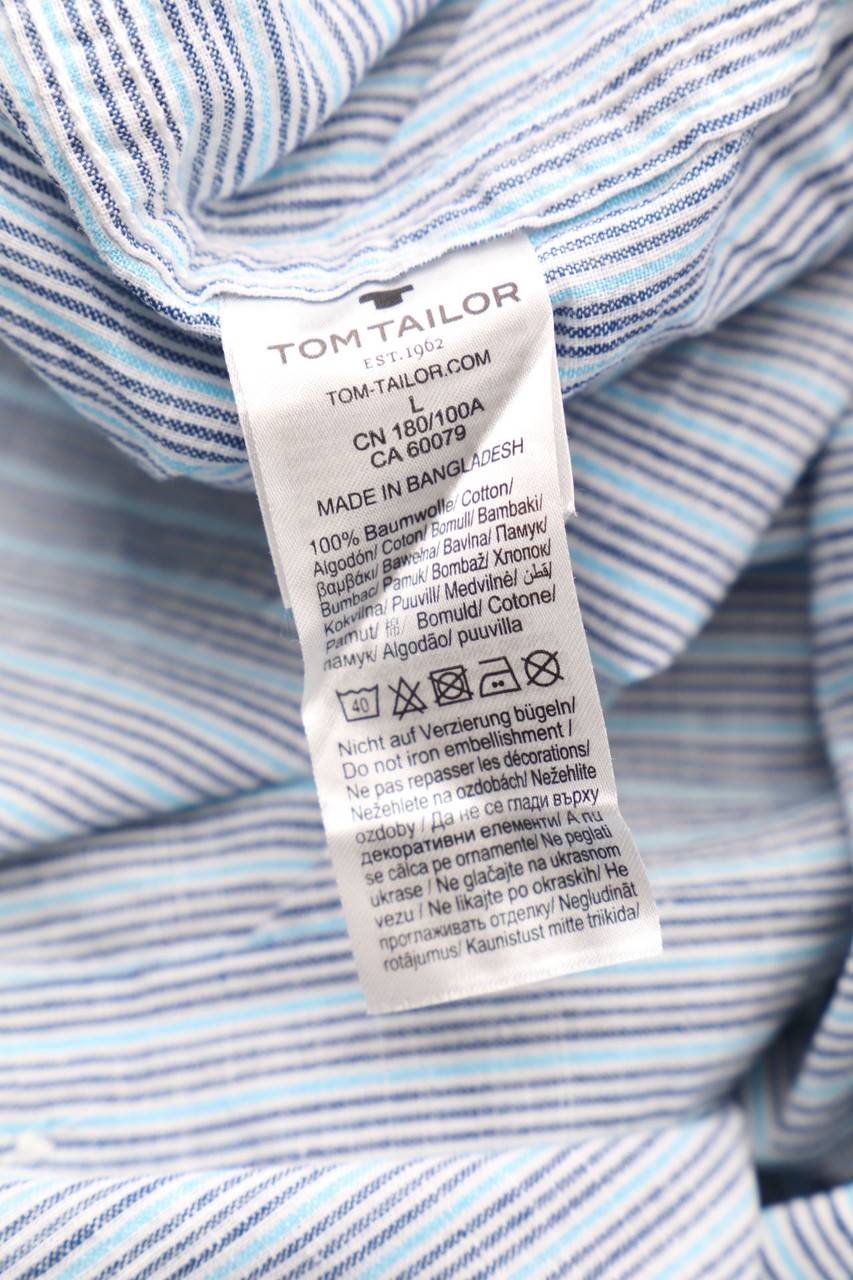 TOM TAILOR
EST. 1962
TOM-TAILOR.COM
L
CN 180/100A
CA 60079
MADE IN BANGLADESH
100% Baumwolle/ Cotton/
Algodón/ Coton/ Bomull/ Bambaki/
βαμβάκι/ Bawełna/ Bavlna/ Памук/
Bumbac/ Pamuk/ Bombaž/ Хлопок/
Kokvilna/ Puuvill/ Medvilnė/ قطن/
Pamut/ 棉/ Bomuld/ Cotone/
памук/ Algodão/ puuvilla
40
Nicht auf Verzierung bügeln/
Do not iron embellishment /
Ne pas repasser les décorations/
Nežehlete na ozdobách/ Nežehlite
ozdoby / Да не се глади върху
декоративни елементи/ A nu
se călca pe ornamente/ Ne peglati
ukrase / Ne glačajte na ukrasnom
vezu / Ne likajte po okraskih/ Не
проглаживать отделку/ Negludināt
rotājumus/ Kaunistust mitte triikida/